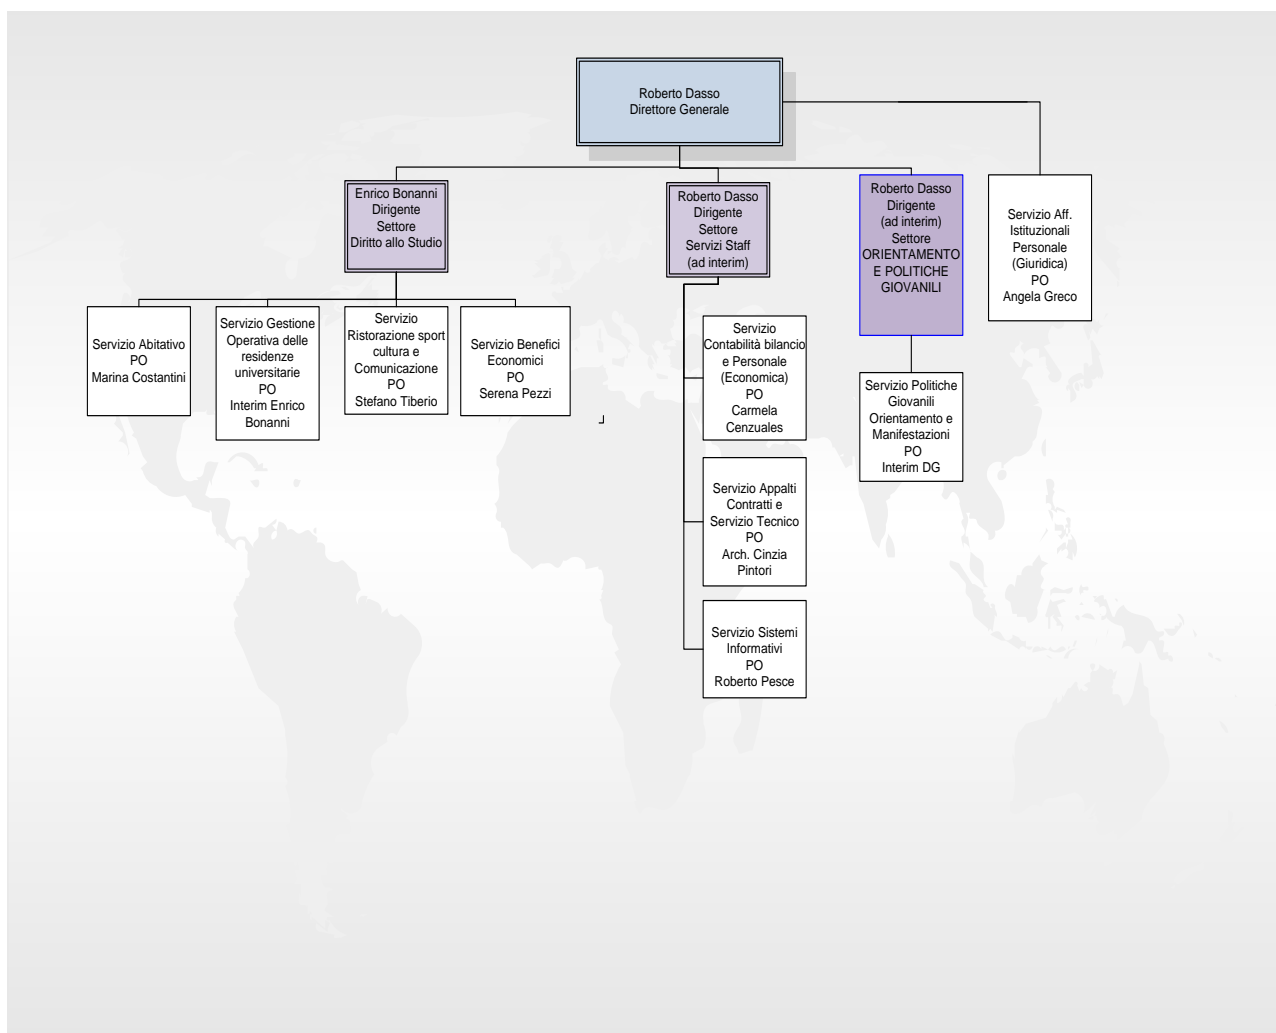 Roberto Dasso
Direttore Generale
Enrico Bonanni
Dirigente
Settore
Diritto allo Studio
Roberto Dasso
Dirigente
Settore
Servizi Staff
(ad interim)
Roberto Dasso
Dirigente
(ad interim)
Settore
ORIENTAMENTO
E POLITICHE
GIOVANILI
Servizio Aff.
Istituzionali
Personale
(Giuridica)
PO
Angela Greco
Servizio Abitativo
PO
Marina Costantini
Servizio Gestione
Operativa delle
residenze
universitarie
PO
Interim Enrico
Bonanni
Servizio
Ristorazione sport
cultura e
Comunicazione
PO
Stefano Tiberio
Servizio Benefici
Economici
PO
Serena Pezzi
Servizio
Contabilità bilancio
e Personale
(Economica)
PO
Carmela
Cenzuales
Servizio Appalti
Contratti e
Servizio Tecnico
PO
Arch. Cinzia
Pintori
Servizio Sistemi
Informativi
PO
Roberto Pesce
Servizio Politiche
Giovanili
Orientamento e
Manifestazioni
PO
Interim DG